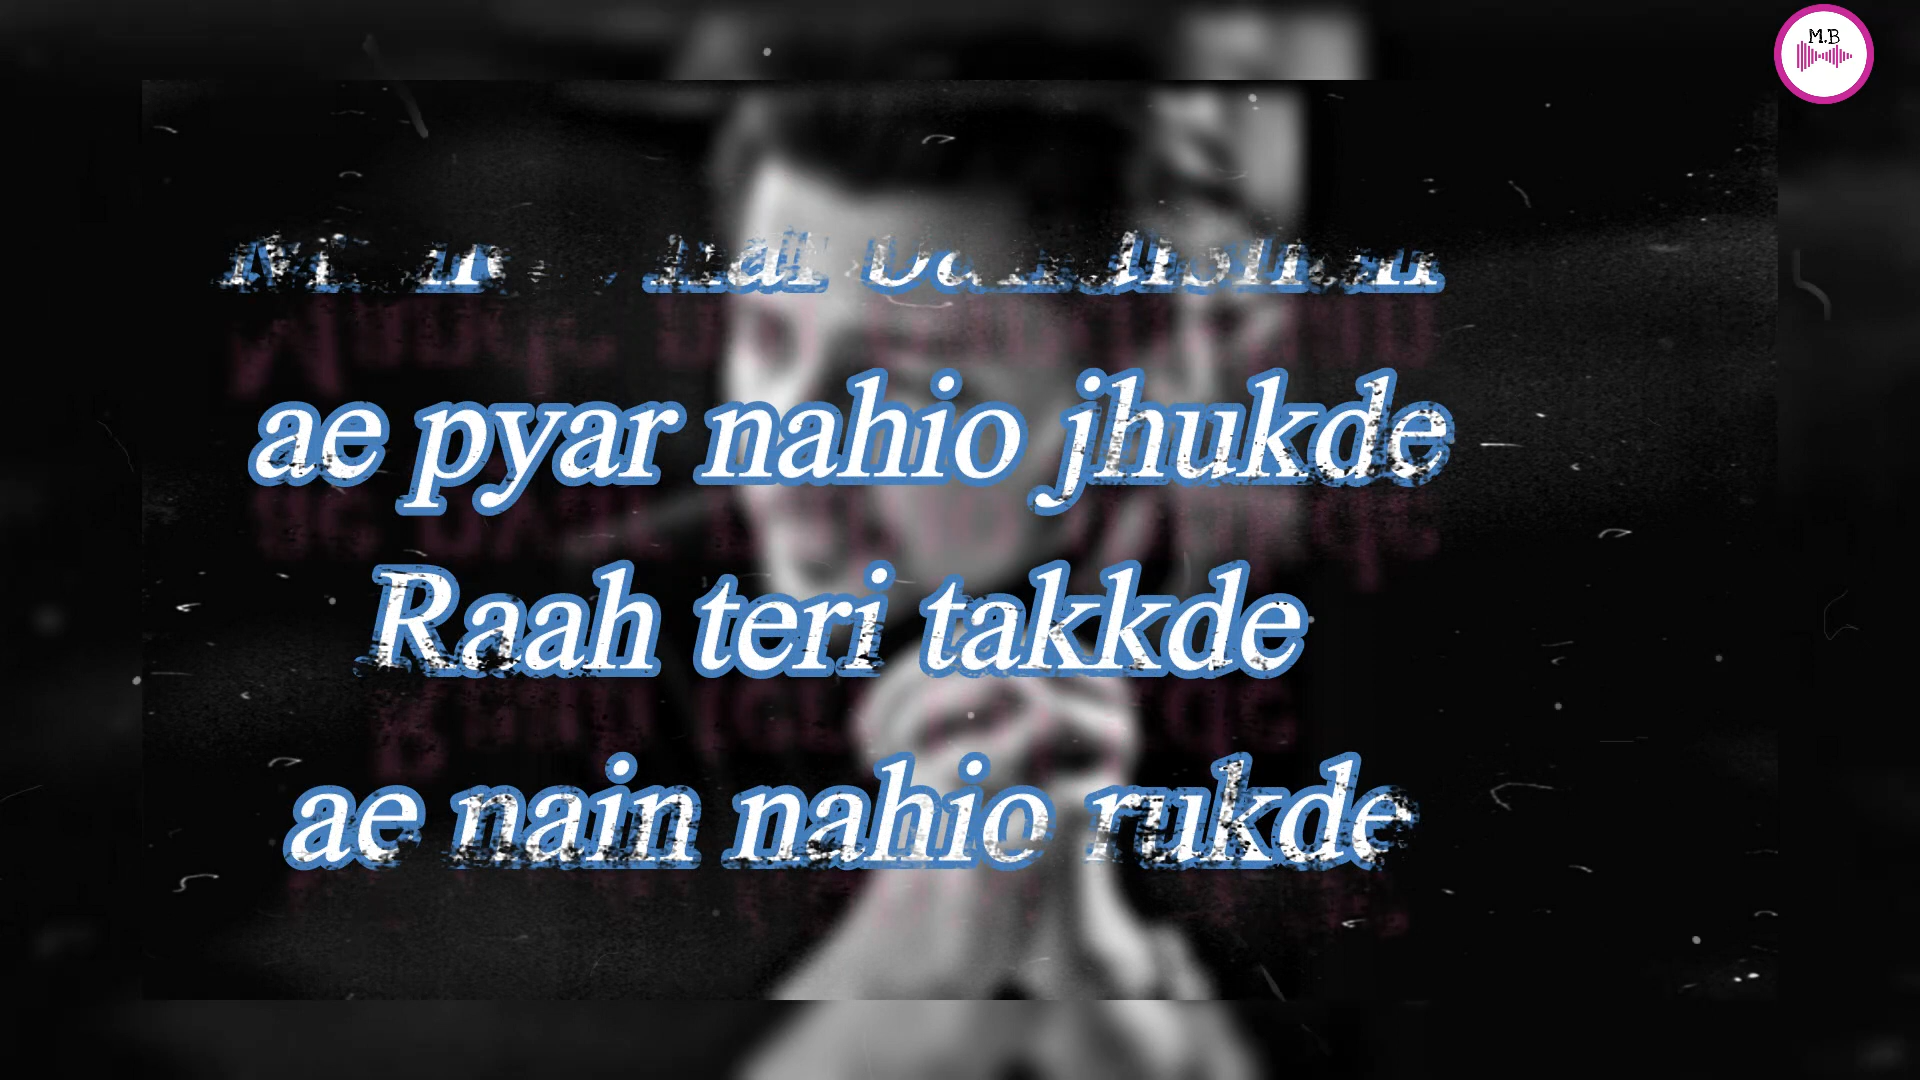 M.B
ae pyar nahio jhukde
Raah teri takkde
ae nain nahio rukde